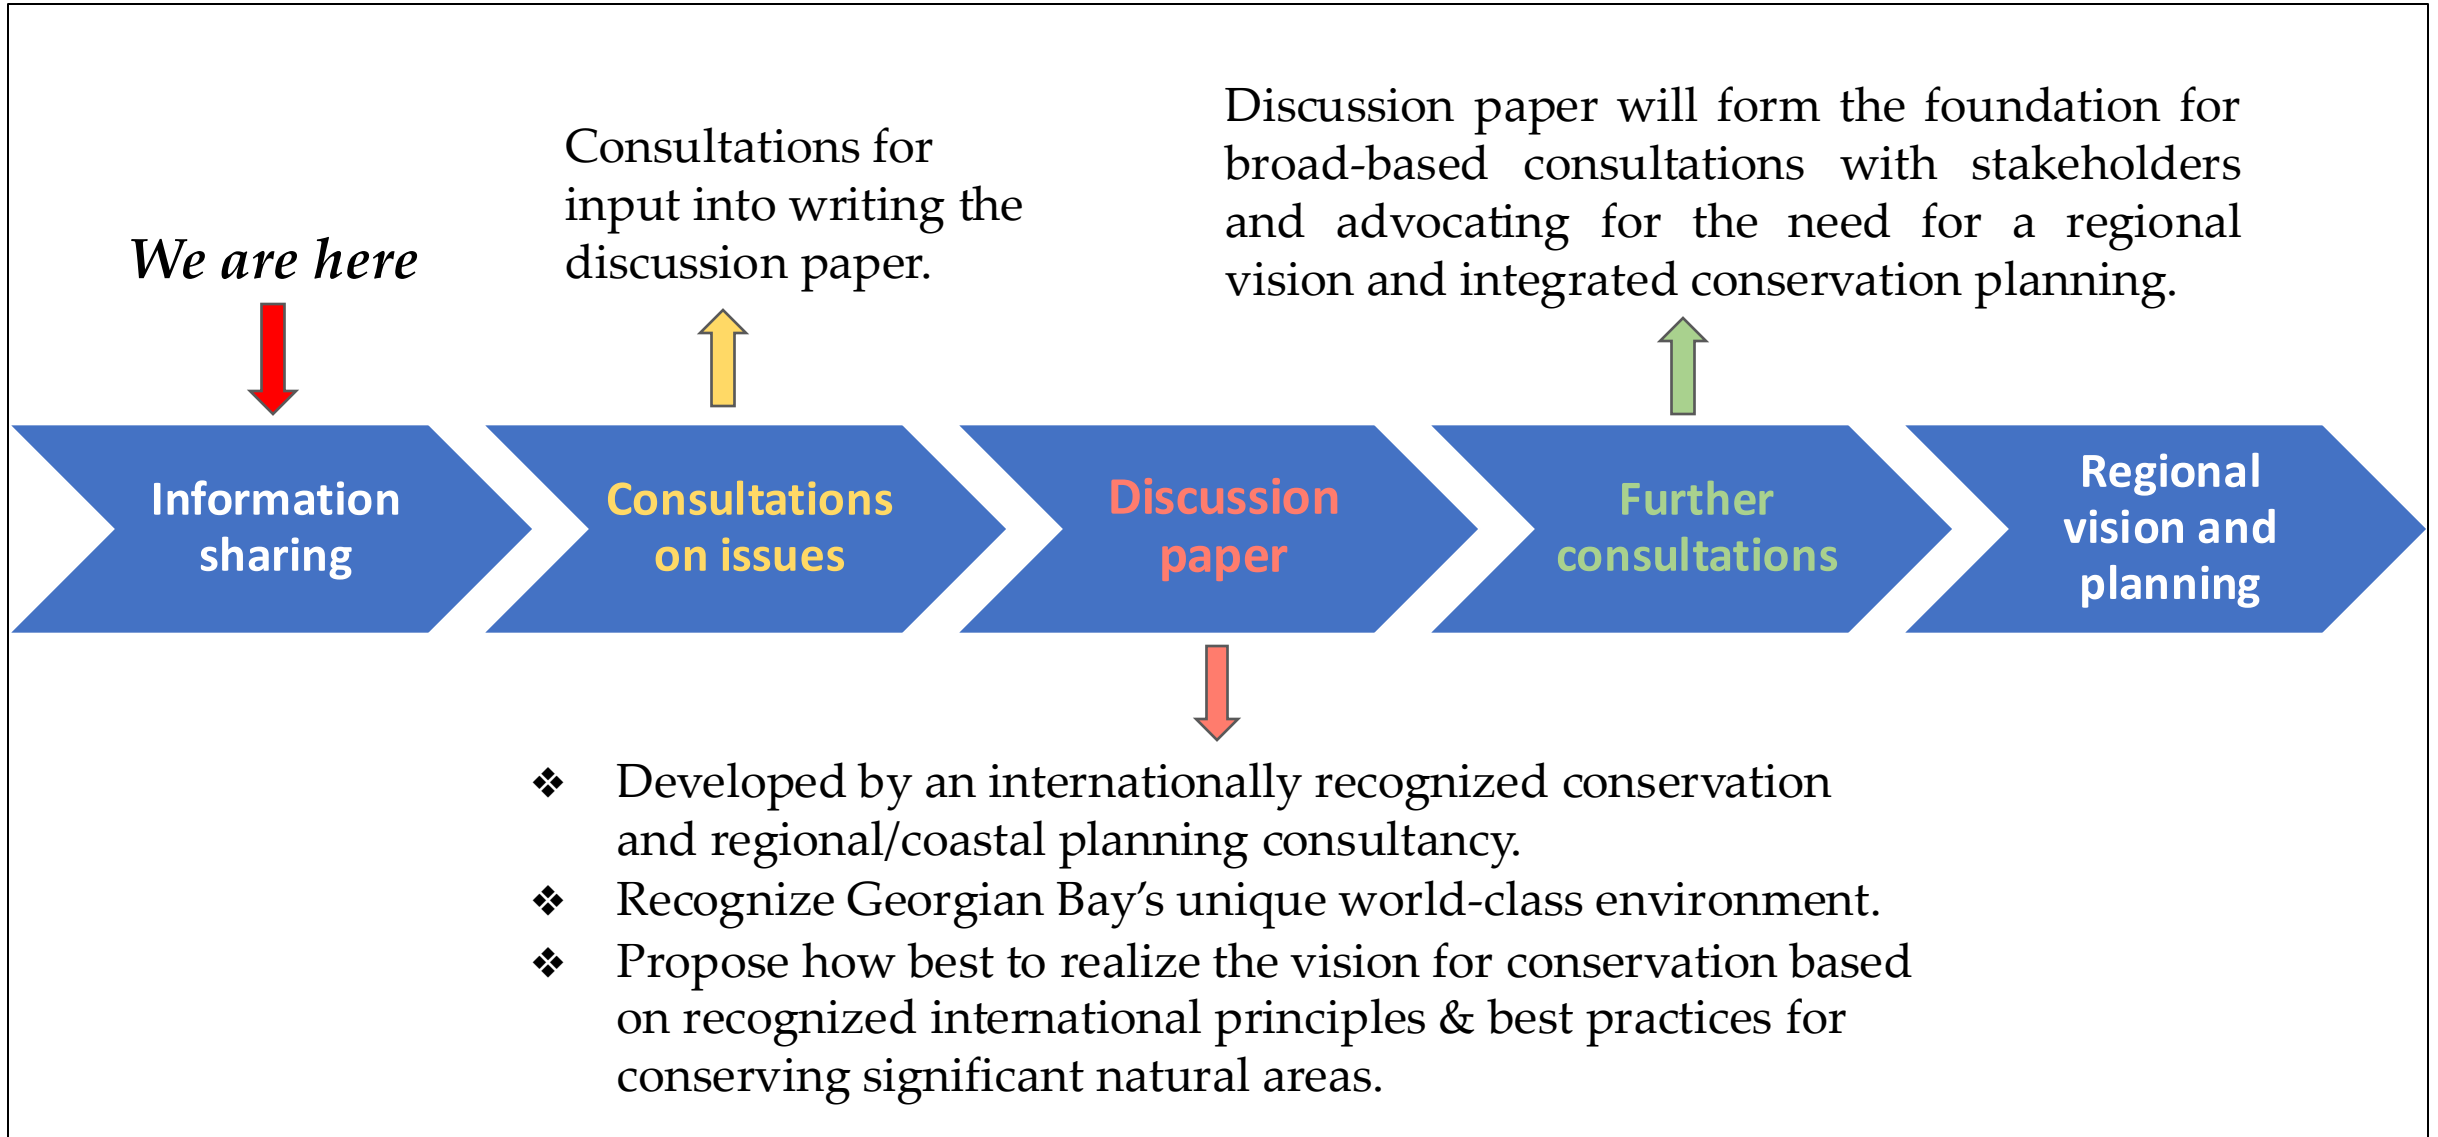 We are here
Consultations for
input into writing the
discussion paper.
Discussion paper will form the foundation for
broad-based consultations with stakeholders
and advocating for the need for a regional
vision and integrated conservation planning.
Information
sharing
Consultations
on issues
Discussion
paper
Further
consultations
Regional
vision and
planning
❖ Developed by an internationally recognized conservation
and regional/coastal planning consultancy.
❖ Recognize Georgian Bay’s unique world-class environment.
❖ Propose how best to realize the vision for conservation based
on recognized international principles & best practices for
conserving significant natural areas.